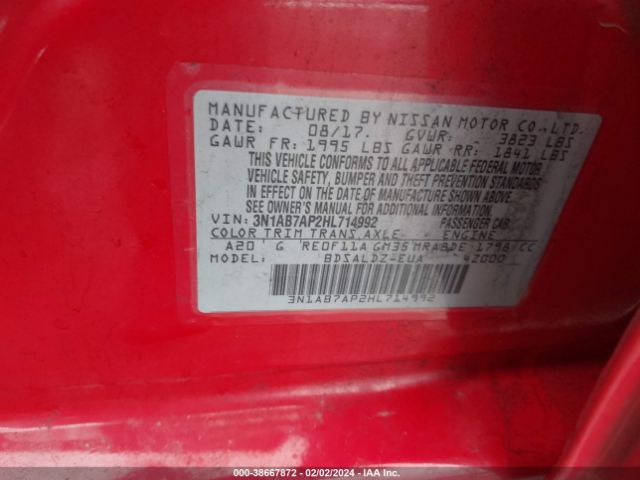 MANUFACTURED BY NISSAN MOTOR CO.,LTD.
DATE: 08/17. GVWR: 3823 LBS
GAWR FR: 1995 LBS GAWR RR: 1841 LBS
THIS VEHICLE CONFORMS TO ALL APPLICABLE FEDERAL MOTOR
VEHICLE SAFETY, BUMPER AND THEFT PREVENTION STANDARDS
IN EFFECT ON THE DATE OF MANUFACTURE SHOWN ABOVE.
SEE OWNER'S MANUAL FOR ADDITIONAL INFORMATION.
VIN: 3N1AB7AP2HL714992 PASSENGER CAR
COLOR TRIM TRANS. AXLE ENGINE
A20 G RE0F11A GM35 MRA8DE 1798 CC
MODEL: BDSALDZ-EUA 42000
3N1AB7AP2HL714992
000-38667872 - 02/02/2024 - IAA Inc.